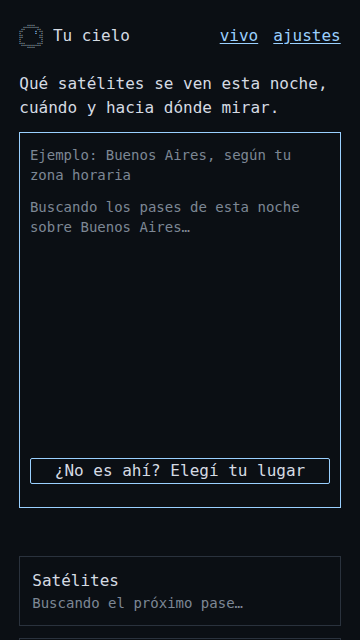 Tu cielo
vivo
ajustes
Qué satélites se ven esta noche,
cuándo y hacia dónde mirar.
Ejemplo: Buenos Aires, según tu
zona horaria
Buscando los pases de esta noche
sobre Buenos Aires…
¿No es ahí? Elegí tu lugar
Satélites
Buscando el próximo pase…